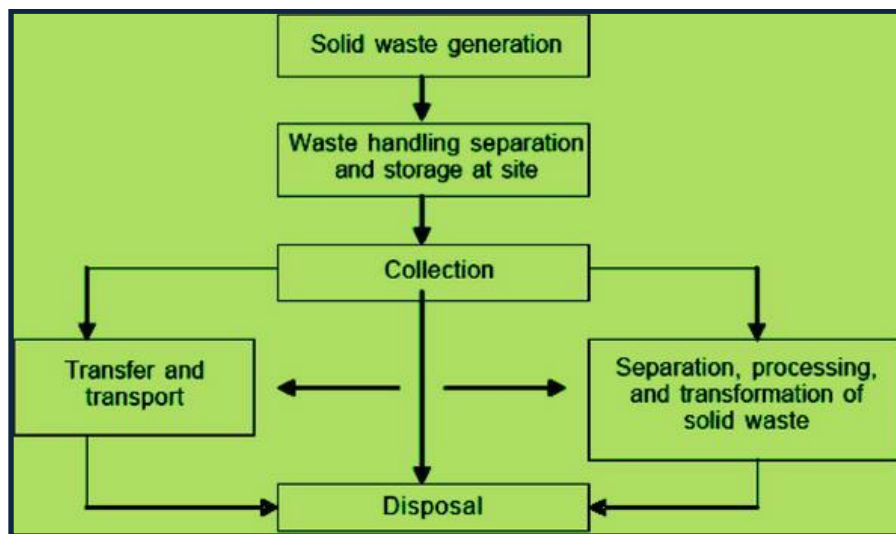 Solid waste generation
Waste handling separation
and storage at site
Collection
Transfer and
transport
Separation, processing,
and transformation of
solid waste
Disposal